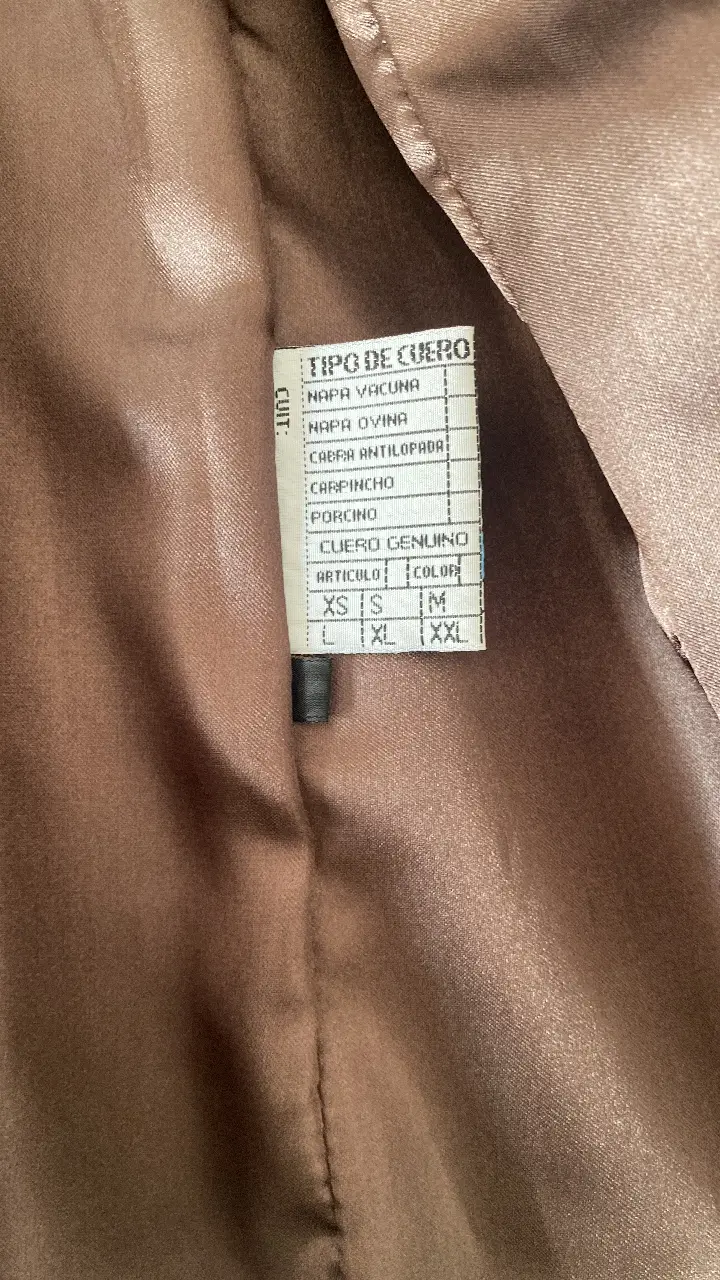 CUIT:
TIPO DE CUERO
NAPA VACUNA
NAPA OVINA
CABRA ANTILOPADA
CARPINCHO
PORCINO
CUERO GENUINO
ARTICULO COLOR
XS S M
L XL XXL